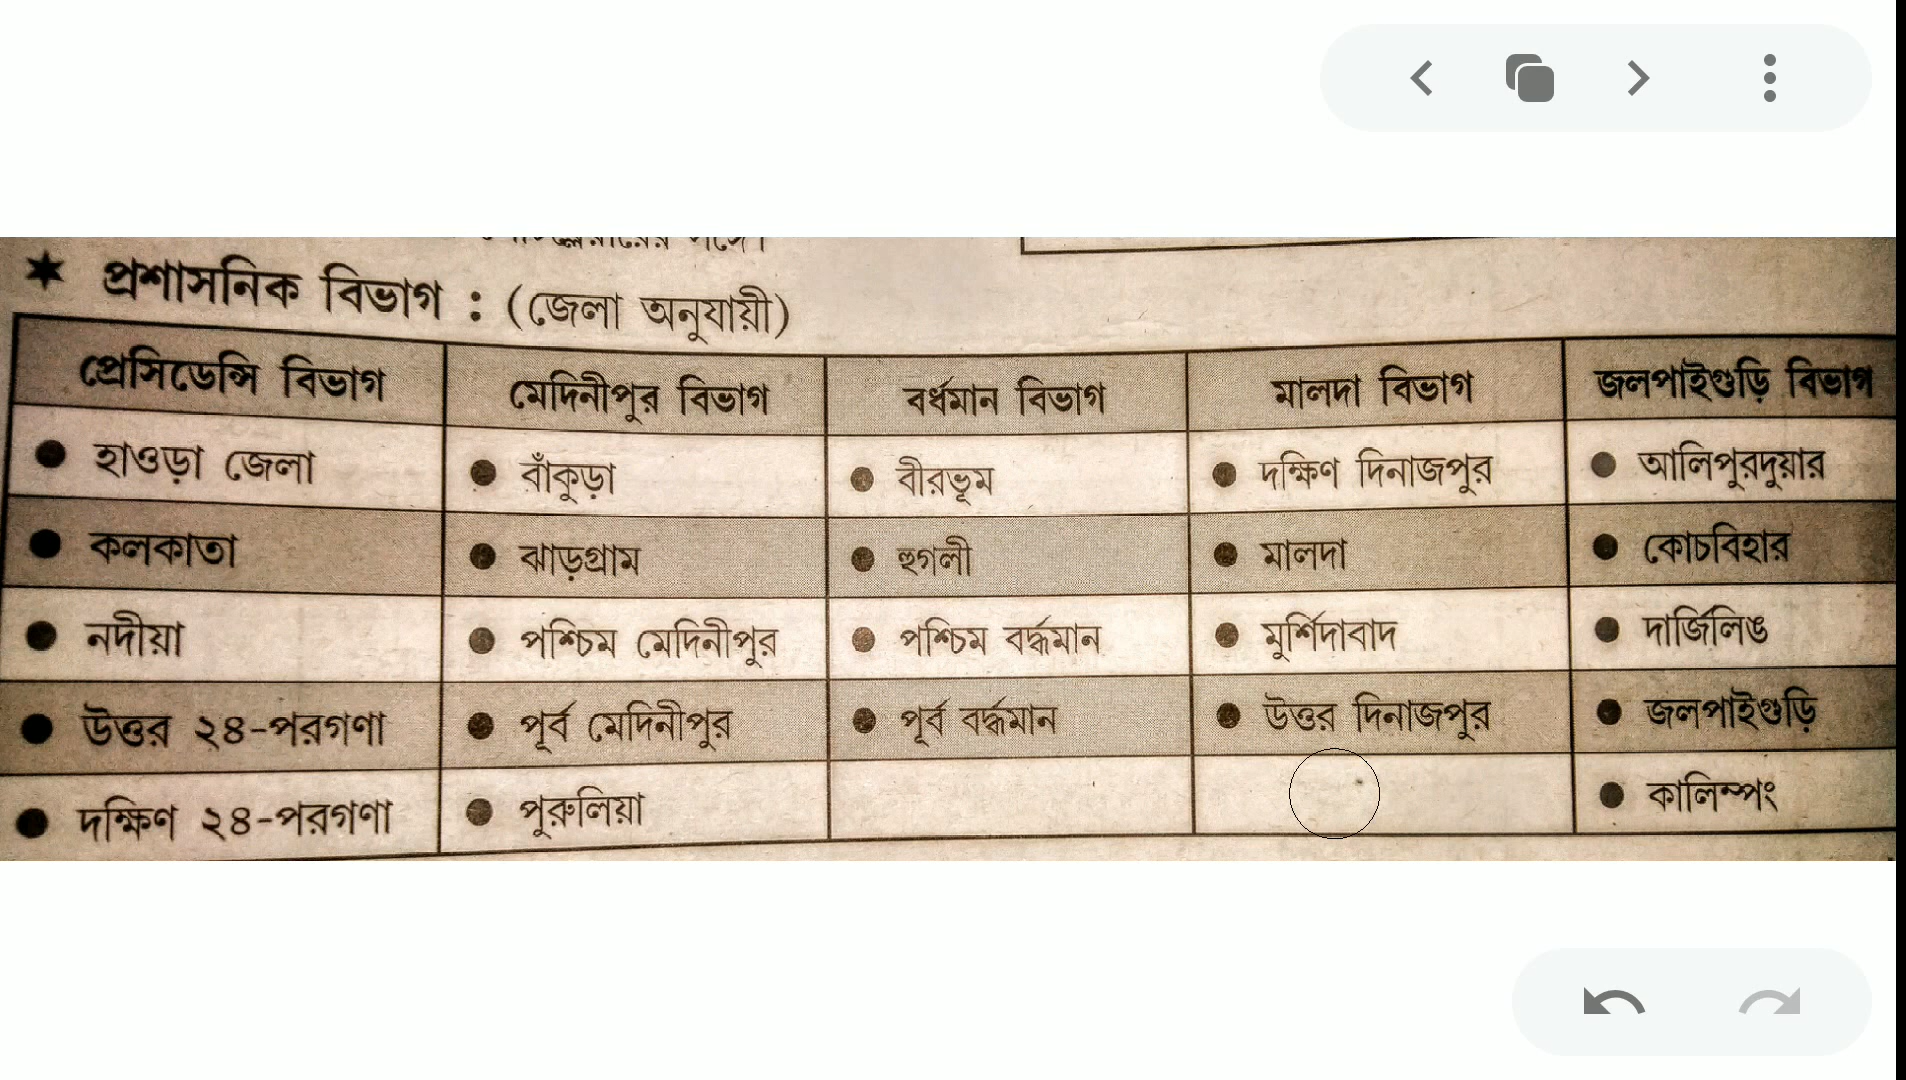 ★ প্রশাসনিক বিভাগ : (জেলা অনুযায়ী)
প্রেসিডেন্সি বিভাগ মেদিনীপুর বিভাগ বর্ধমান বিভাগ মালদা বিভাগ জলপাইগুড়ি বিভাগ
● হাওড়া জেলা ● বাঁকুড়া ● বীরভূম ● দক্ষিণ দিনাজপুর ● আলিপুরদুয়ার
● কলকাতা ● ঝাড়গ্রাম ● হুগলী ● মালদা ● কোচবিহার
● নদীয়া ● পশ্চিম মেদিনীপুর ● পশ্চিম বর্দ্ধমান ● মুর্শিদাবাদ ● দার্জিলিঙ
● উত্তর ২৪-পরগণা ● পূর্ব মেদিনীপুর ● পূর্ব বর্দ্ধমান ● উত্তর দিনাজপুর ● জলপাইগুড়ি
● দক্ষিণ ২৪-পরগণা ● পুরুলিয়া ● কালিম্পং